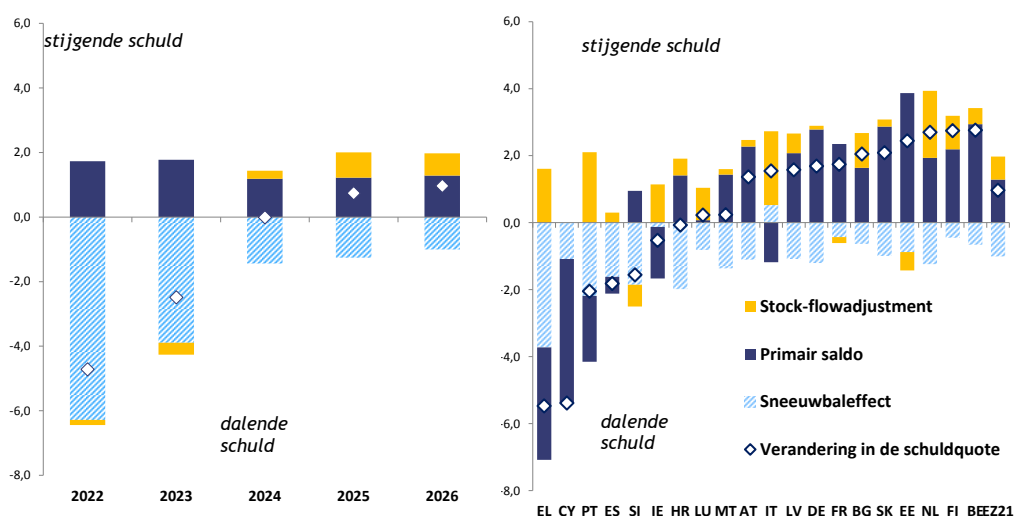 6,0
4,0
2,0
0,0
-2,0
-4,0
-6,0
-8,0
stijgende schuld
dalende
schuld
2022 2023 2024 2025 2026
6,0
4,0
2,0
0,0
-2,0
-4,0
-6,0
-8,0
stijgende schuld
dalende
schuld
Stock-flowadjustment
Primair saldo
Sneeuwbaleffect
Verandering in de schuldquote
EL CY PT ES SI IE HR LU MT AT IT LV DE FR BG SK EE NL FI BE EZ21